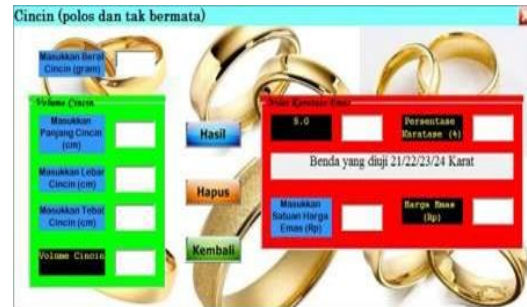 Cincin (polos dan tak bermata)
Masukkan Berat
Cincin (gram)
Volume Cincin
Masukkan
Panjang Cincin
(cm)
Masukkan Lebar
Cincin (cm)
Masukkan Tebal
Cincin (cm)
Volume Cincin
Hasil
Hapus
Kembali
Nilai Karatase Emas
S.G
Persentase
Karatase (%)
Benda yang diuji 21/22/23/24 Karat
Masukkan
Satuan Harga
Emas (Rp)
Harga Emas
(Rp)